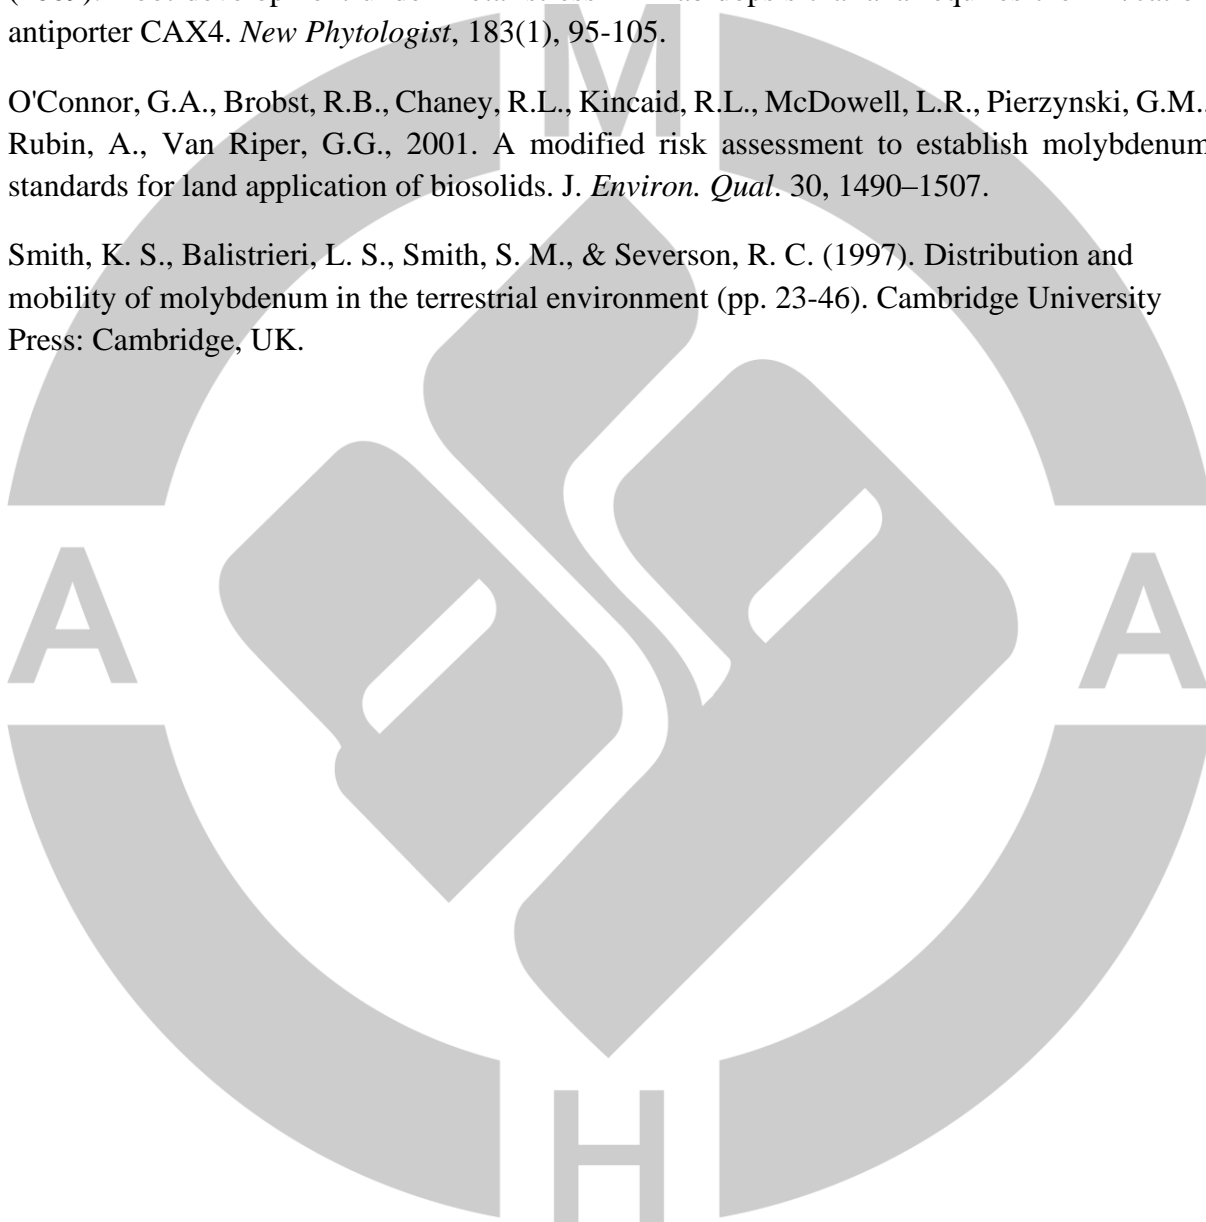 antiporter CAX4. New Phytologist, 183(1), 95-105.
O'Connor, G.A., Brobst, R.B., Chaney, R.L., Kincaid, R.L., McDowell, L.R., Pierzynski, G.M.,
Rubin, A., Van Riper, G.G., 2001. A modified risk assessment to establish molybdenum
standards for land application of biosolids. J. Environ. Qual. 30, 1490–1507.
Smith, K. S., Balistrieri, L. S., Smith, S. M., & Severson, R. C. (1997). Distribution and
mobility of molybdenum in the terrestrial environment (pp. 23-46). Cambridge University
Press: Cambridge, UK.
M
A
A
H